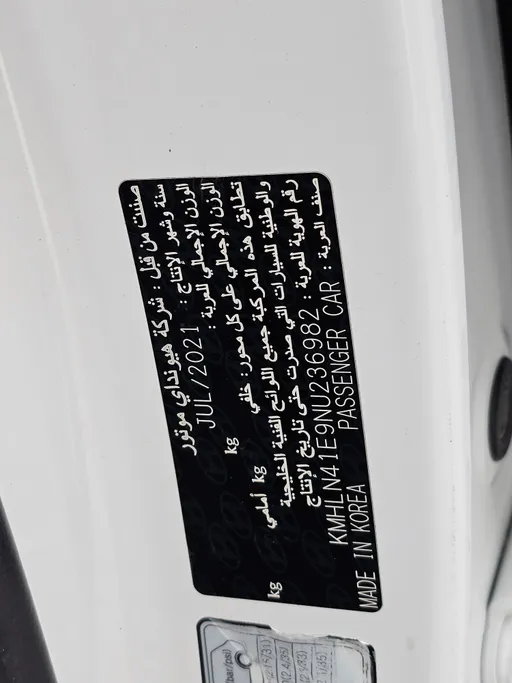 صنعت من قبل : شركة هيونداي موتور
سنة وشهر الإنتاج : JUL/2021
الوزن الإجمالي للعربة : kg
الوزن الإجمالي على كل محور : خلفي kg أمامي kg
تطابق هذه المركبة جميع اللوائح الفنية الخليجية
والوطنية للسيارات التي صدرت حتى تاريخ الإنتاج
رقم الهوية للعربة : KMHLN41E9NU236982
صنف العربة : PASSENGER CAR
MADE IN KOREA
bar/psi)